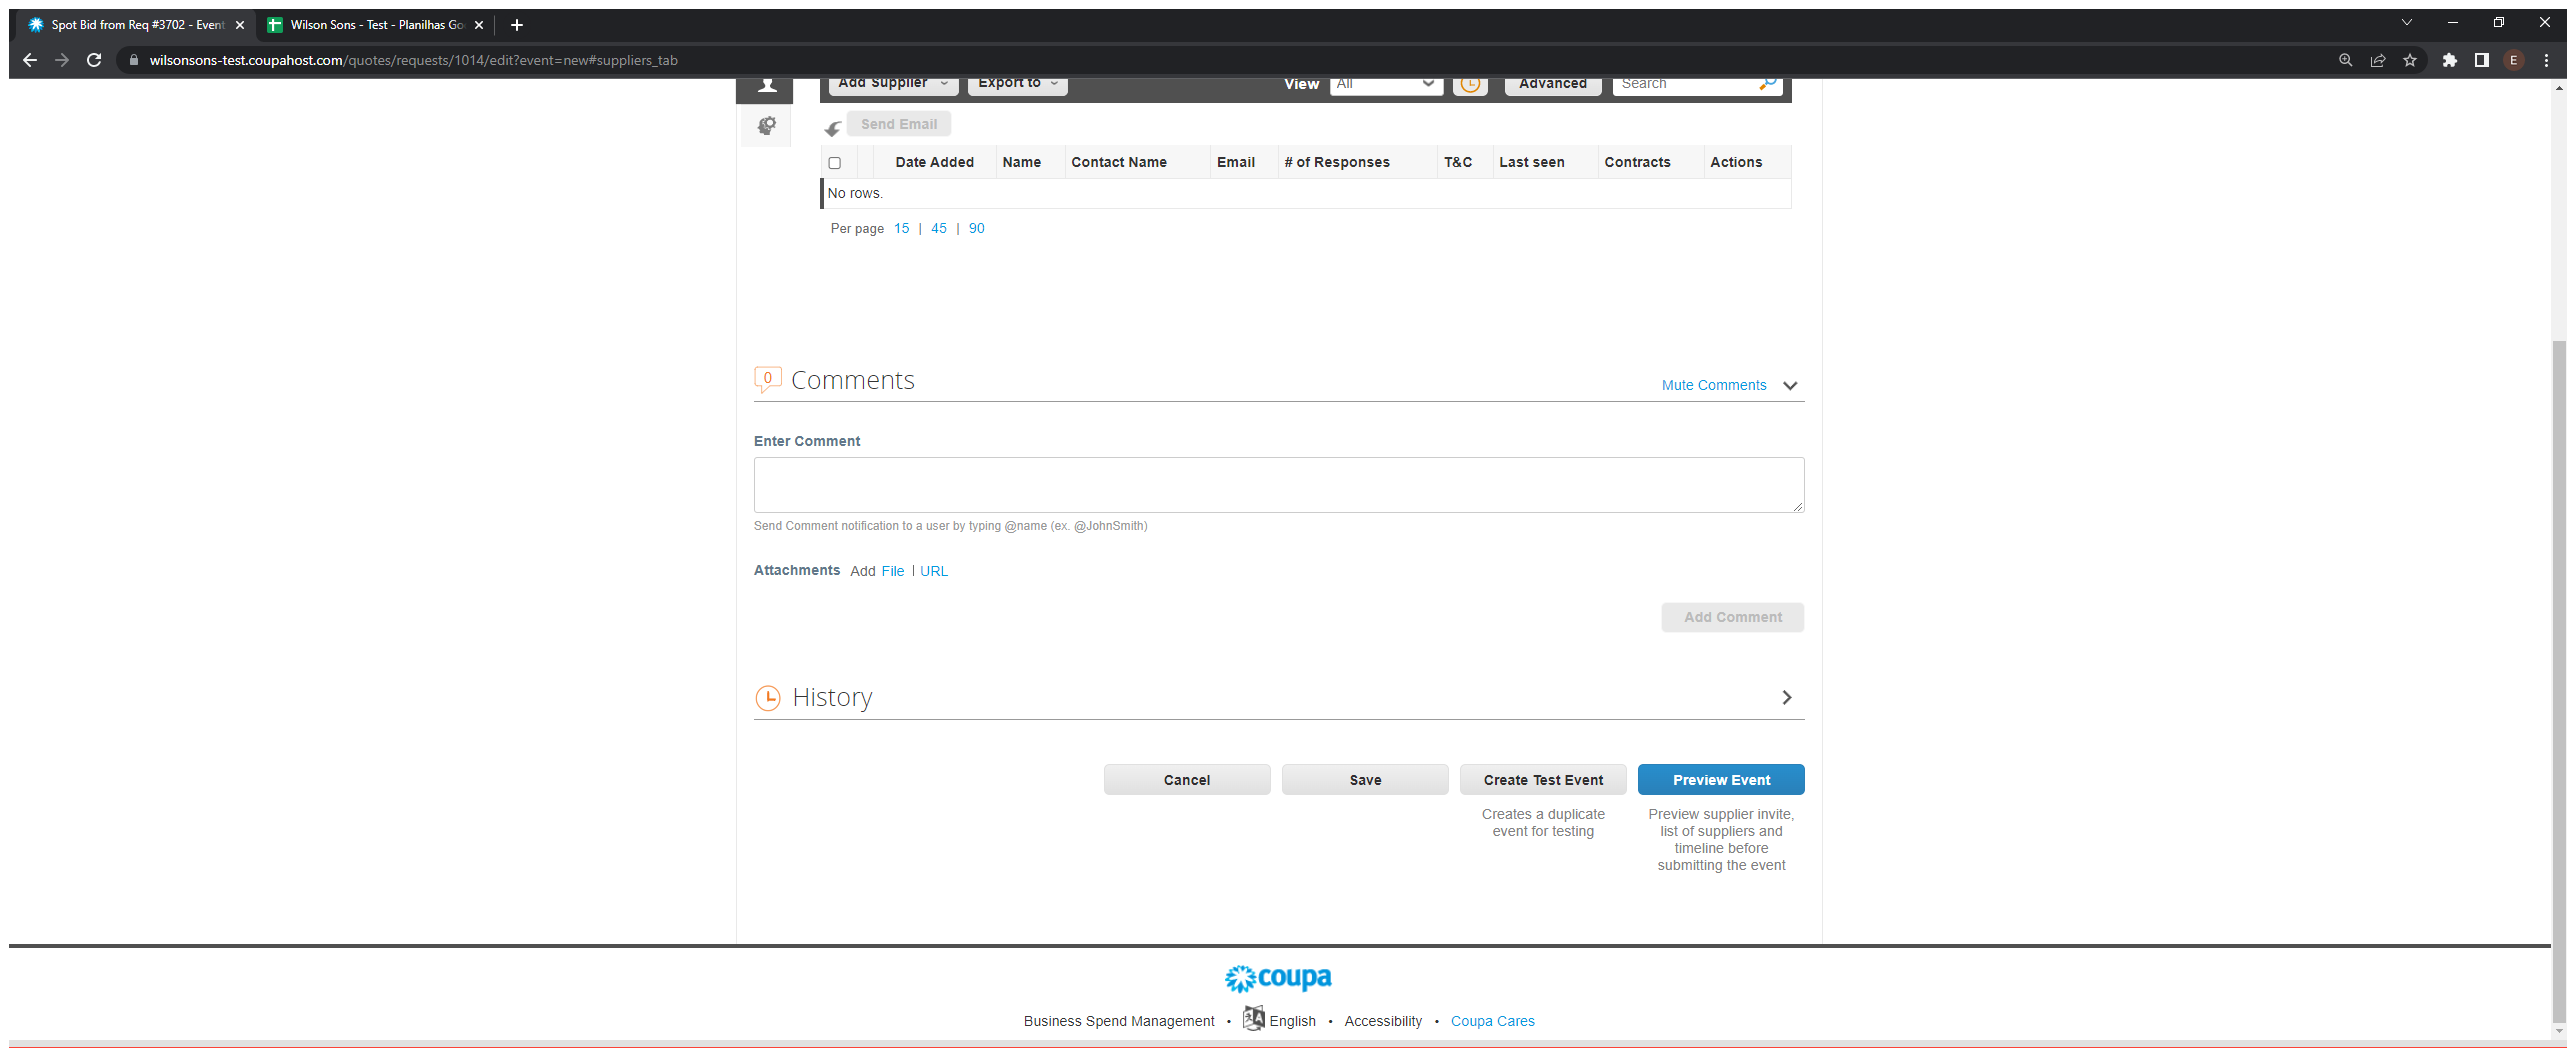 Spot Bid from Req #3702 - Event
Wilson Sons - Test - Planilhas Go
wilsonsons-test.coupahost.com/quotes/requests/1014/edit?event=new#suppliers_tab
E
Add Supplier Export to View All Advanced Search
Send Email
Date Added Name Contact Name Email # of Responses T&C Last seen Contracts Actions
No rows.
Per page 15 | 45 | 90
0 Comments Mute Comments
Enter Comment
Send Comment notification to a user by typing @name (ex. @JohnSmith)
Attachments Add File | URL
Add Comment
History
Cancel Save Create Test Event Preview Event
Creates a duplicate
event for testing
Preview supplier invite,
list of suppliers and
timeline before
submitting the event
coupa
Business Spend Management • English • Accessibility • Coupa Cares